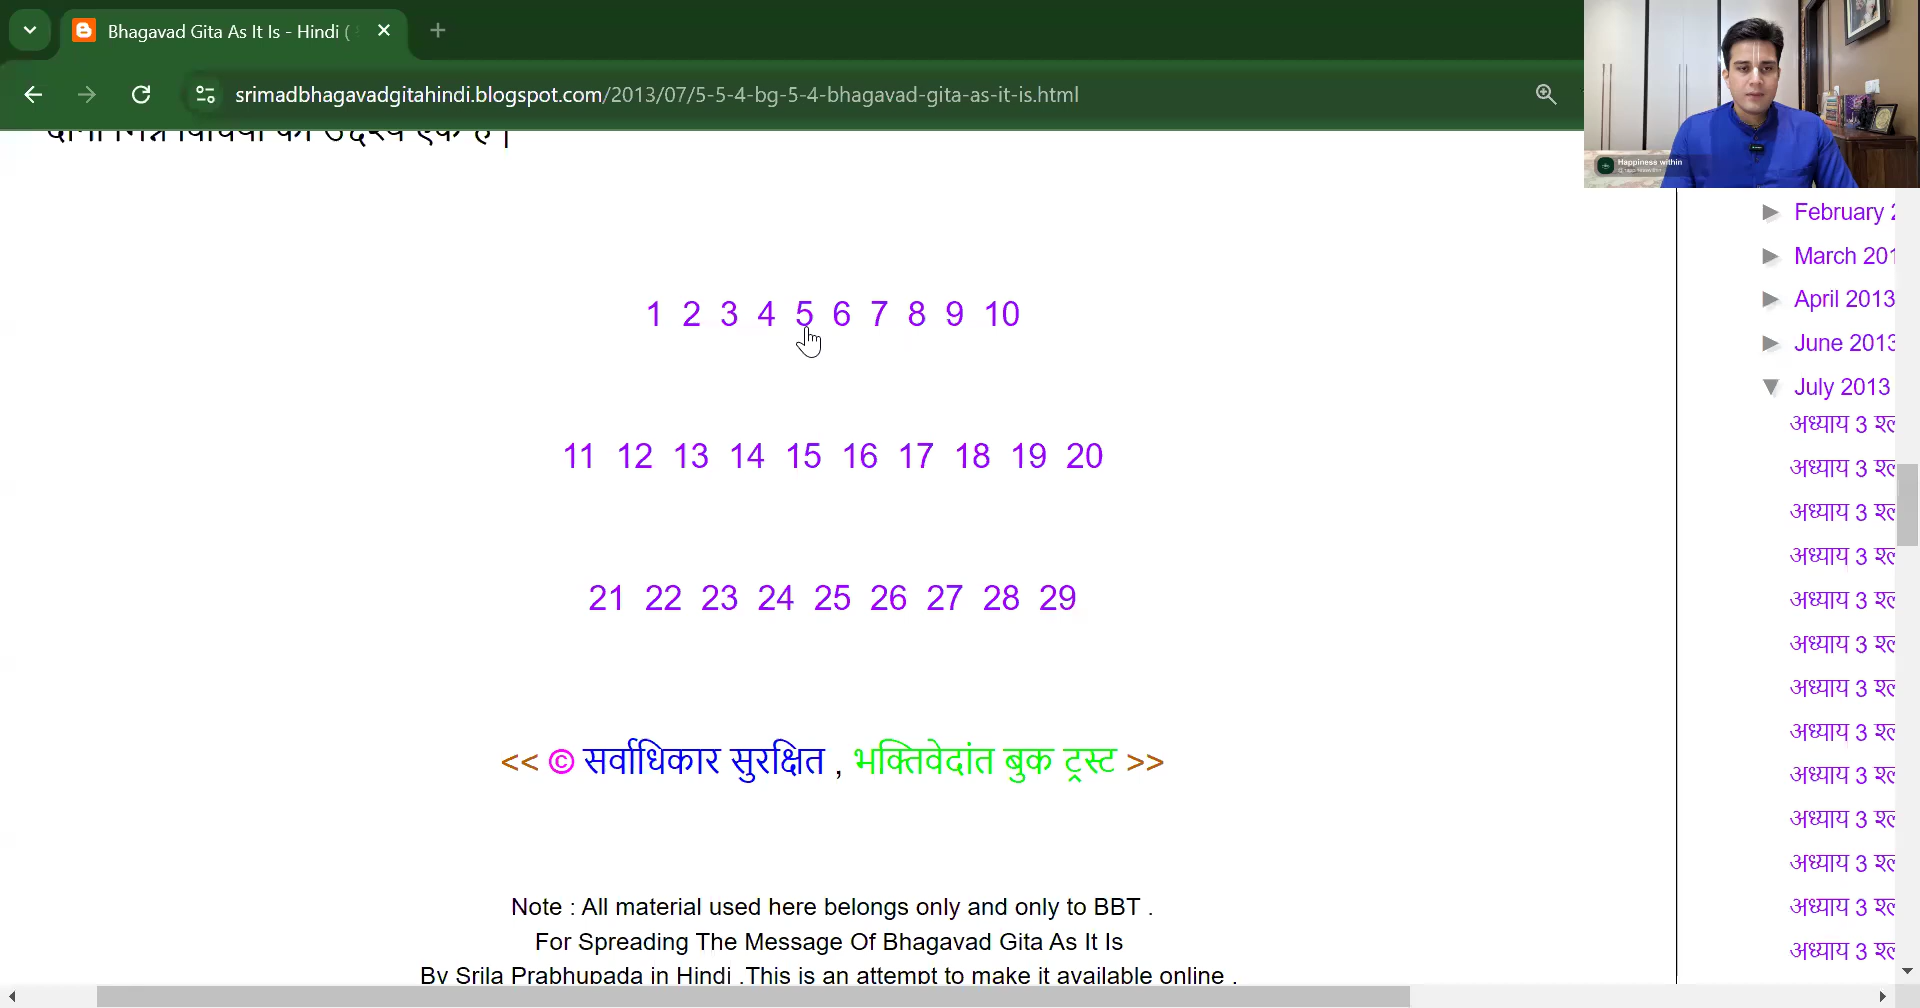 Bhagavad Gita As It Is - Hindi (
srimadbhagavadgitahindi.blogspot.com/2013/07/5-5-4-bg-5-4-bhagavad-gita-as-it-is.html
Happiness within
दोनों भिन्न विधियों का उद्देश्य एक है |
1 2 3 4 5 6 7 8 9 10
11 12 13 14 15 16 17 18 19 20
21 22 23 24 25 26 27 28 29
<< © सर्वाधिकार सुरक्षित , भक्तिवेदांत बुक ट्रस्ट >>
Note : All material used here belongs only and only to BBT .
For Spreading The Message Of Bhagavad Gita As It Is
By Srila Prabhupada in Hindi .This is an attempt to make it available online .
February 2
March 201
April 2013
June 2013
July 2013
अध्याय 3
अध्याय 3
अध्याय 3
अध्याय 3
अध्याय 3
अध्याय 3
अध्याय 3
अध्याय 3
अध्याय 3
अध्याय 3
अध्याय 3
अध्याय 3
अध्याय 3